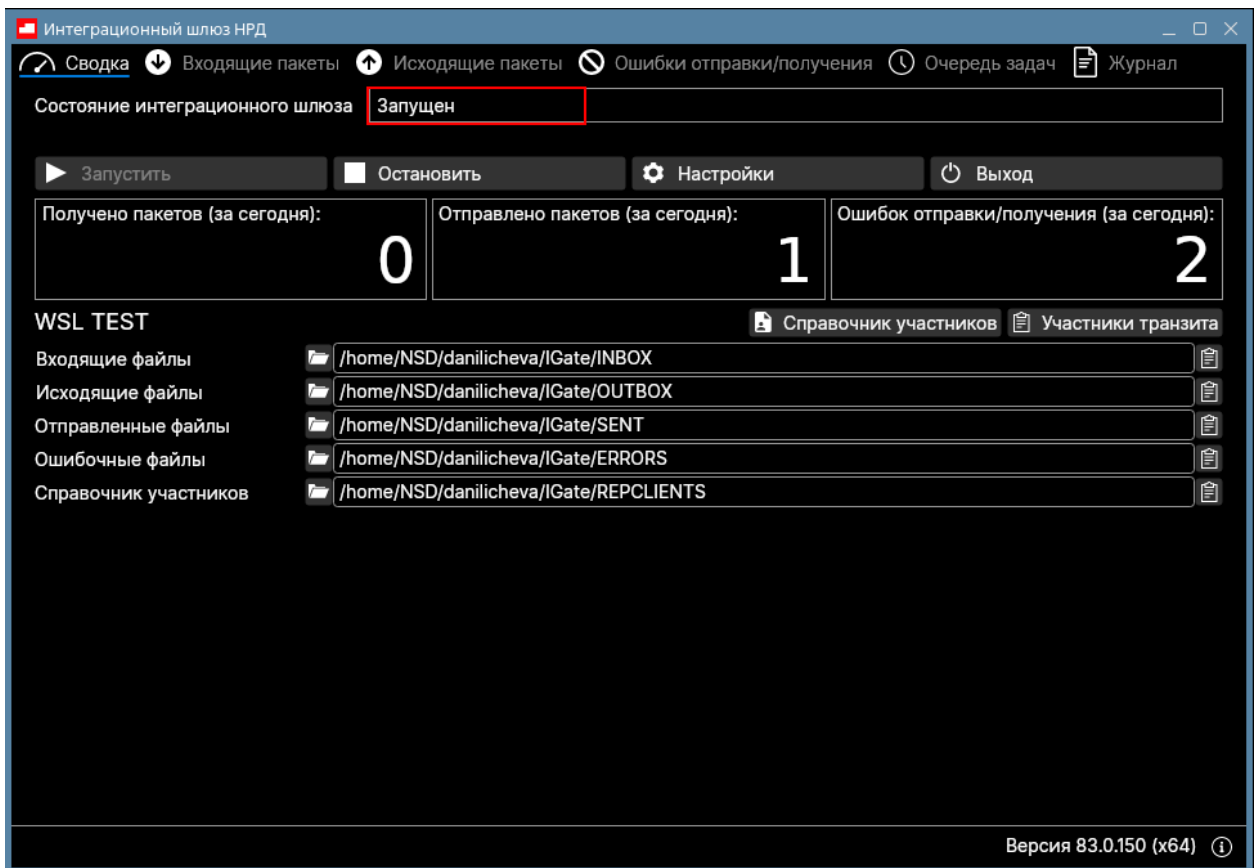 Интеграционный шлюз НРД
Сводка Входящие пакеты Исходящие пакеты Ошибки отправки/получения Очередь задач Журнал
Состояние интеграционного шлюза Запущен
Запустить Остановить Настройки Выход
Получено пакетов (за сегодня): Отправлено пакетов (за сегодня): Ошибок отправки/получения (за сегодня):
0 1 2
WSL TEST Справочник участников Участники транзита
Входящие файлы /home/NSD/danilicheva/IGate/INBOX
Исходящие файлы /home/NSD/danilicheva/IGate/OUTBOX
Отправленные файлы /home/NSD/danilicheva/IGate/SENT
Ошибочные файлы /home/NSD/danilicheva/IGate/ERRORS
Справочник участников /home/NSD/danilicheva/IGate/REPCLIENTS
Версия 83.0.150 (x64)